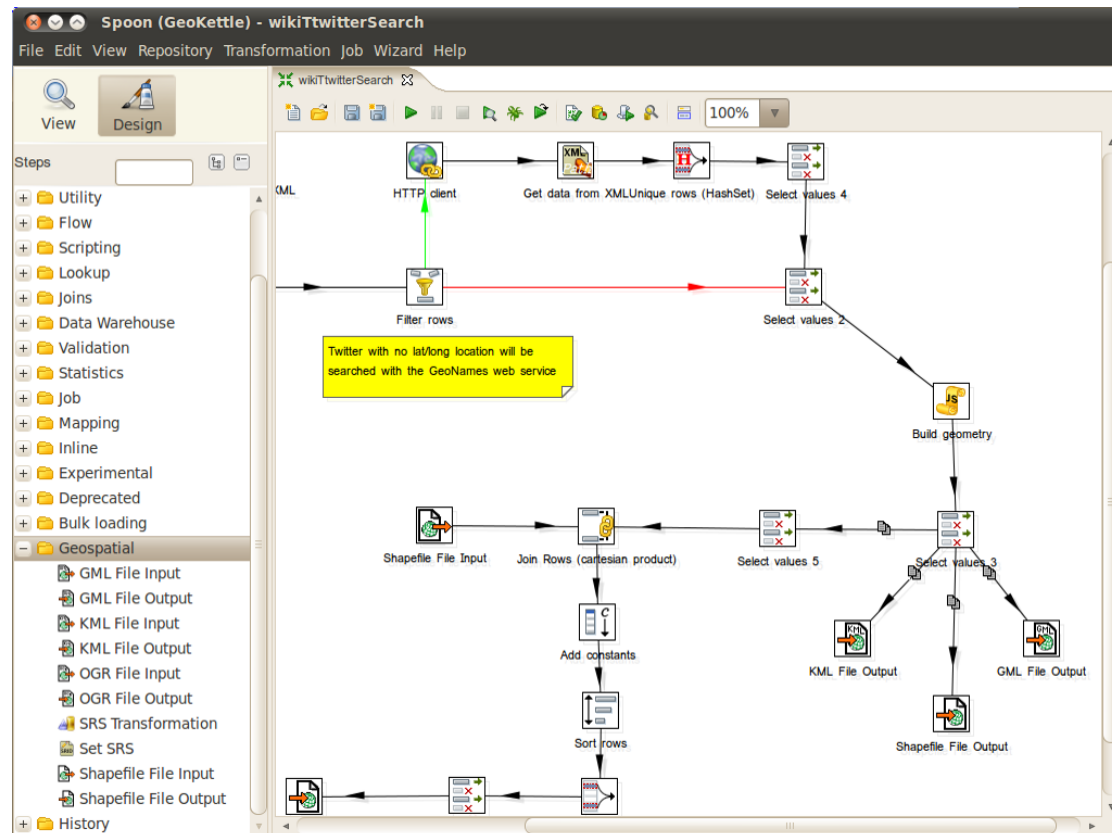 Spoon (GeoKettle) - wikiTtwitterSearch
File Edit View Repository Transformation Job Wizard Help
View
Design
Steps
Utility
Flow
Scripting
Lookup
Joins
Data Warehouse
Validation
Statistics
Job
Mapping
Inline
Experimental
Deprecated
Bulk loading
Geospatial
GML File Input
GML File Output
KML File Input
KML File Output
OGR File Input
OGR File Output
SRS Transformation
Set SRS
Shapefile File Input
Shapefile File Output
History
wikiTtwitterSearch
100%
XML
HTTP client
Get data from XML
Unique rows (HashSet)
Select values 4
Filter rows
Select values 2
Twitter with no lat/long location will be
searched with the GeoNames web service
Build geometry
Shapefile File Input
Join Rows (cartesian product)
Select values 5
Select values 3
Add constants
KML File Output
GML File Output
Sort rows
Shapefile File Output